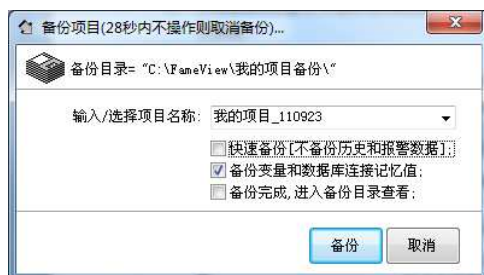 备份项目(28秒内不操作则取消备份)...
备份目录= "C:\FameView\我的项目备份\"
输入/选择项目名称: 我的项目_110923
快速备份[不备份历史和报警数据];
备份变量和数据库连接记忆值;
备份完成,进入备份目录查看;
备份 取消